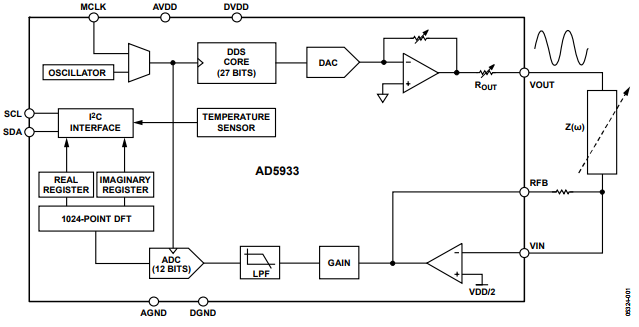 MCLK
AVDD
DVDD
OSCILLATOR
DDS
CORE
(27 BITS)
DAC
ROUT
VOUT
SCL
SDA
I2C
INTERFACE
TEMPERATURE
SENSOR
Z(ω)
AD5933
REAL
REGISTER
IMAGINARY
REGISTER
RFB
1024-POINT DFT
VIN
ADC
(12 BITS)
LPF
GAIN
VDD/2
AGND
DGND
05324-001